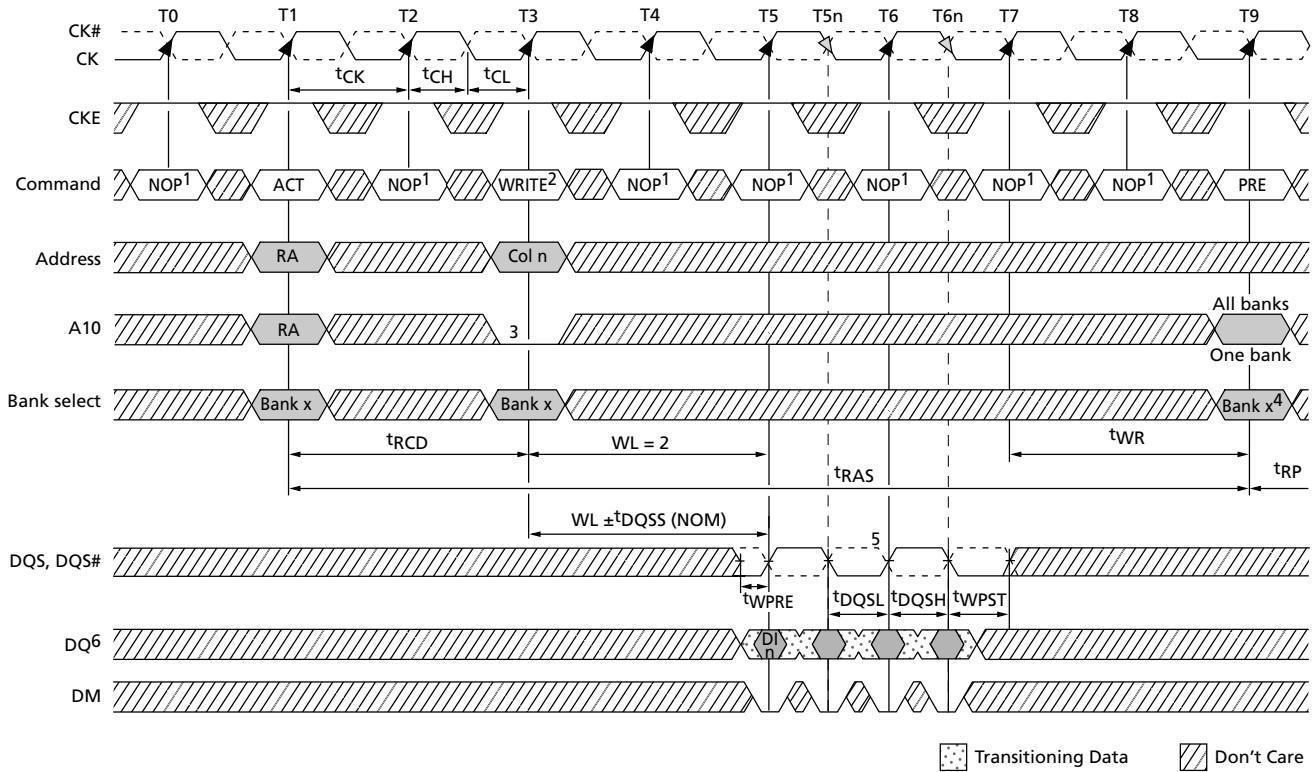 T0 T1 T2 T3 T4 T5 T5n T6 T6n T7 T8 T9
CK#
CK
tCK tCH tCL
CKE
Command NOP1 ACT NOP1 WRITE2 NOP1 NOP1 NOP1 NOP1 NOP1 PRE
Address RA Col n
All banks
A10 RA 3
One bank
Bank select Bank x Bank x Bank x4
tRCD WL = 2 tWR
tRAS tRP
WL ±tDQSS (NOM)
5
DQS, DQS#
tWPRE tDQSL tDQSH tWPST
DQ6 DI
n
DM
Transitioning Data Don't Care